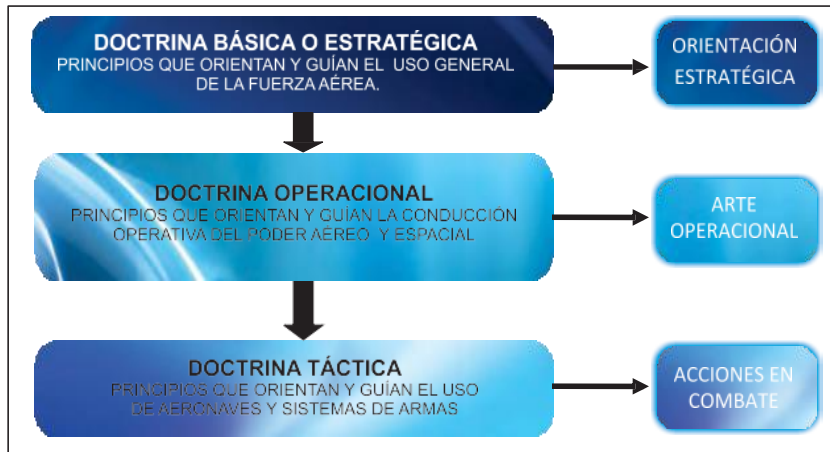 DOCTRINA BÁSICA O ESTRATÉGICA
PRINCIPIOS QUE ORIENTAN Y GUÍAN EL USO GENERAL
DE LA FUERZA AÉREA.
ORIENTACIÓN
ESTRATÉGICA
DOCTRINA OPERACIONAL
PRINCIPIOS QUE ORIENTAN Y GUÍAN LA CONDUCCIÓN
OPERATIVA DEL PODER AÉREO Y ESPACIAL
ARTE
OPERACIONAL
DOCTRINA TÁCTICA
PRINCIPIOS QUE ORIENTAN Y GUÍAN EL USO
DE AERONAVES Y SISTEMAS DE ARMAS
ACCIONES EN
COMBATE